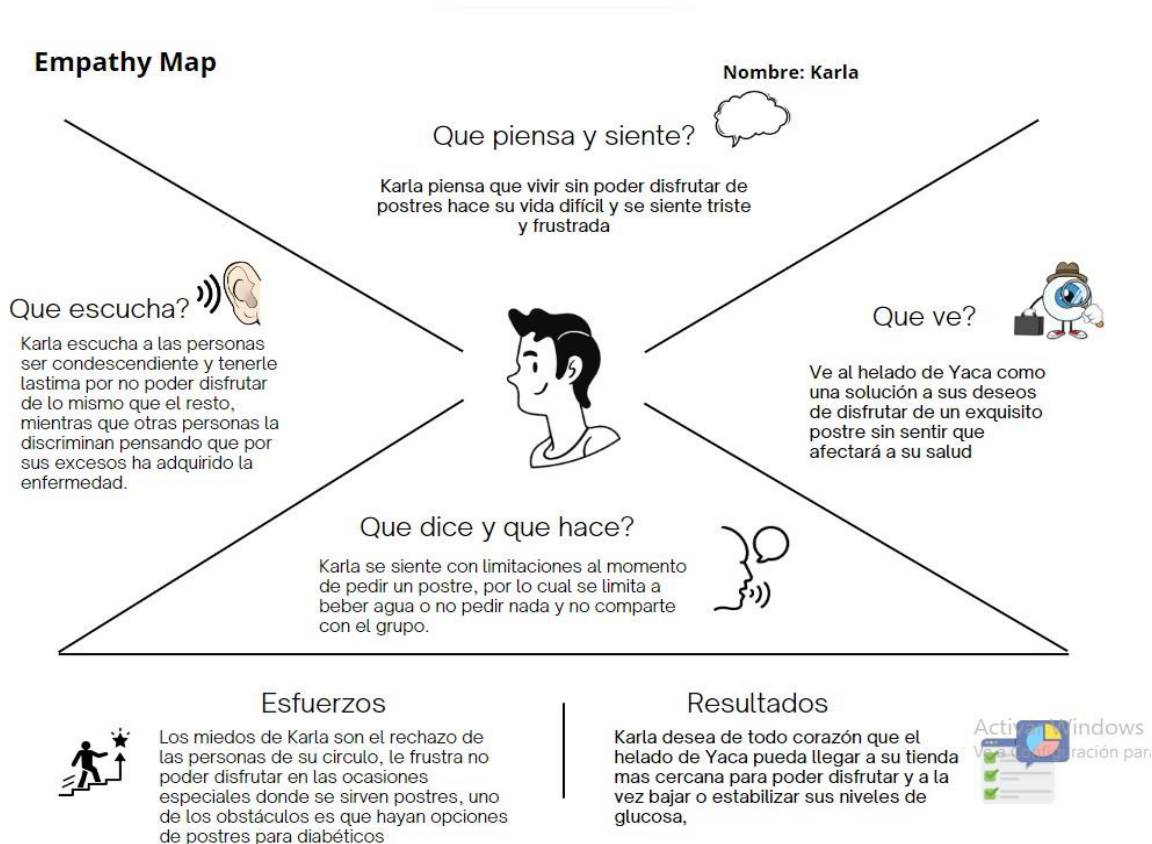 Empathy Map
Nombre: Karla
Que piensa y siente?
Karla piensa que vivir sin poder disfrutar de
postres hace su vida difícil y se siente triste
y frustrada
Que escucha?
Karla escucha a las personas
ser condescendiente y tenerle
lastima por no poder disfrutar
de lo mismo que el resto,
mientras que otras personas la
discriminan pensando que por
sus excesos ha adquirido la
enfermedad.
Que ve?
Ve al helado de Yaca como
una solución a sus deseos
de disfrutar de un exquisito
postre sin sentir que
afectará a su salud
Que dice y que hace?
Karla se siente con limitaciones al momento
de pedir un postre, por lo cual se limita a
beber agua o no pedir nada y no comparte
con el grupo.
Esfuerzos
Los miedos de Karla son el rechazo de
las personas de su circulo, le frustra no
poder disfrutar en las ocasiones
especiales donde se sirven postres, uno
de los obstáculos es que hayan opciones
de postres para diabéticos
Resultados
Karla desea de todo corazón que el
helado de Yaca pueda llegar a su tienda
mas cercana para poder disfrutar y a la
vez bajar o estabilizar sus niveles de
glucosa,
Windows
para